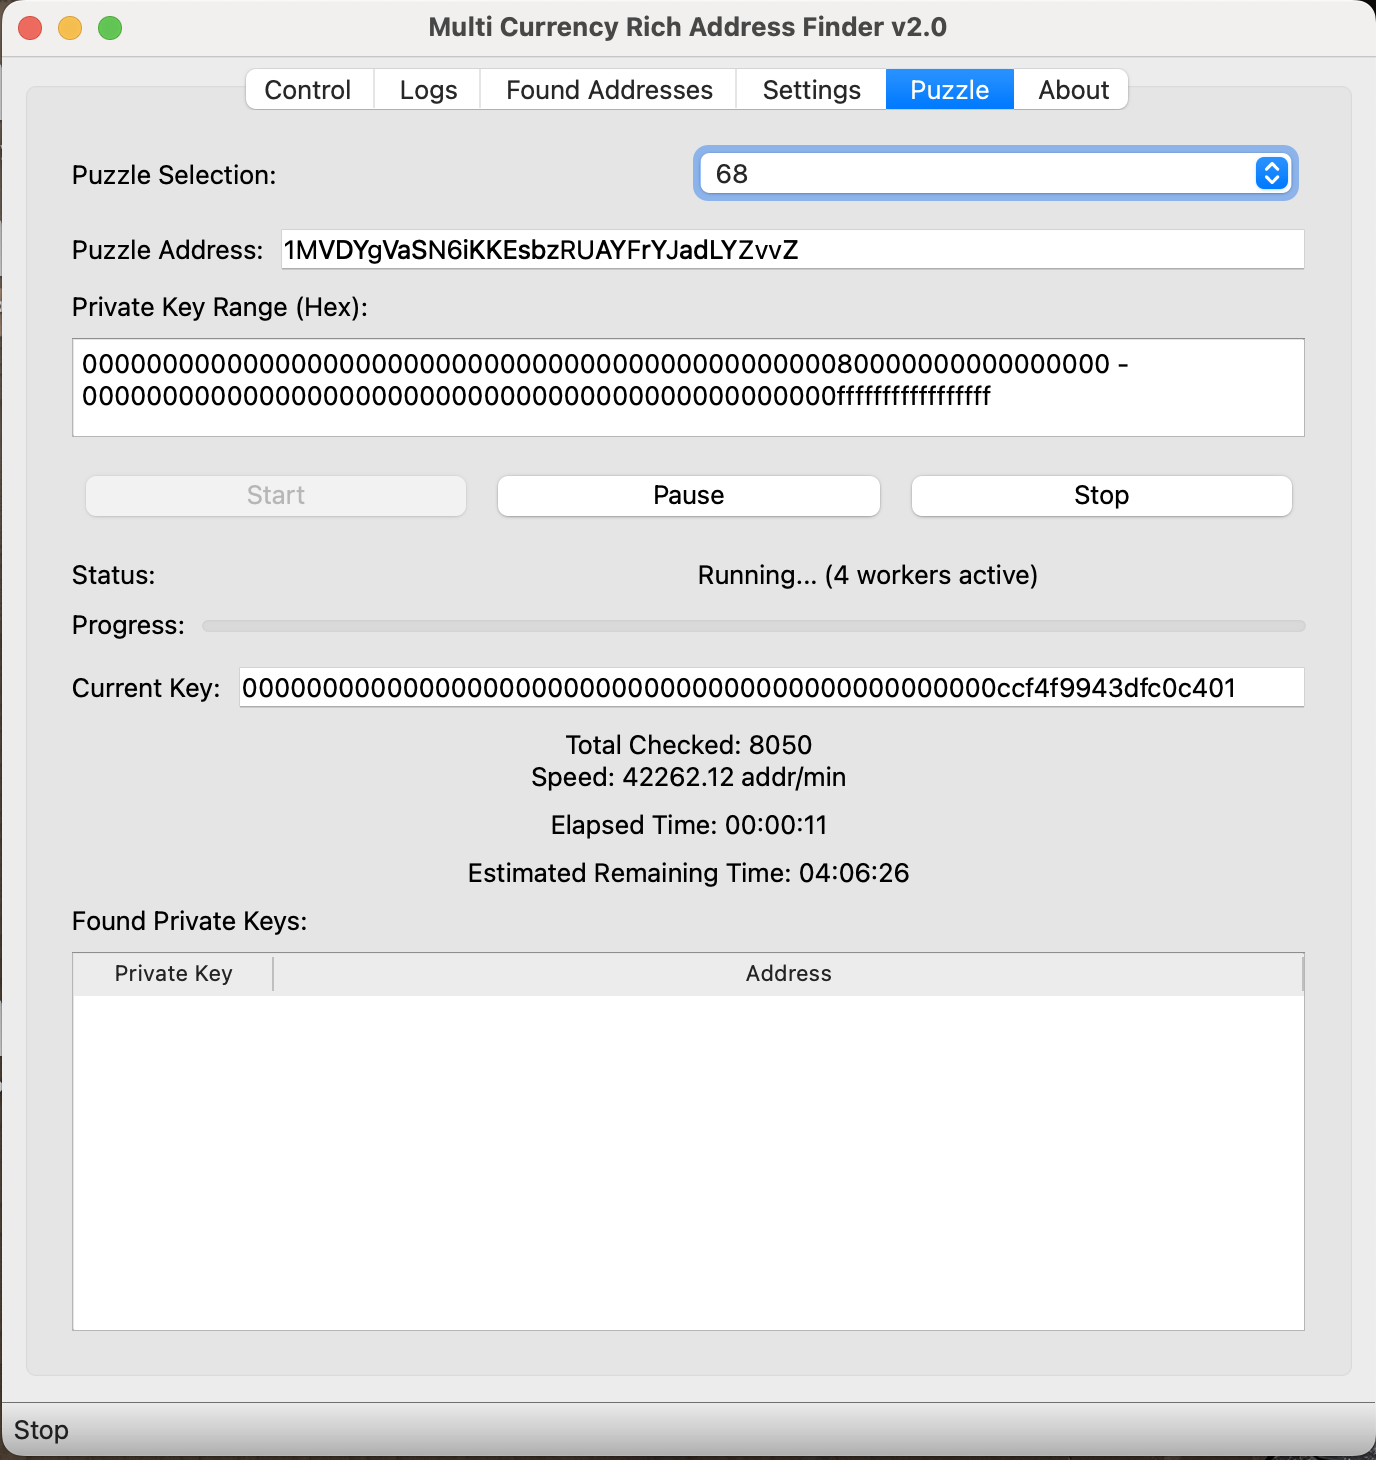 Multi Currency Rich Address Finder v2.0
Control Logs Found Addresses Settings Puzzle About
Puzzle Selection: 68
Puzzle Address: 1MVDYgVaSN6iKKEsbzRUAYFrYJadLYZvvZ
Private Key Range (Hex):
0000000000000000000000000000000000000000000000080000000000000000 -
00000000000000000000000000000000000000000000000fffffffffffffffff
Start Pause Stop
Status: Running... (4 workers active)
Progress:
Current Key: 00000000000000000000000000000000000000000000000ccf4f9943dfc0c401
Total Checked: 8050
Speed: 42262.12 addr/min
Elapsed Time: 00:00:11
Estimated Remaining Time: 04:06:26
Found Private Keys:
Private Key Address
Stop